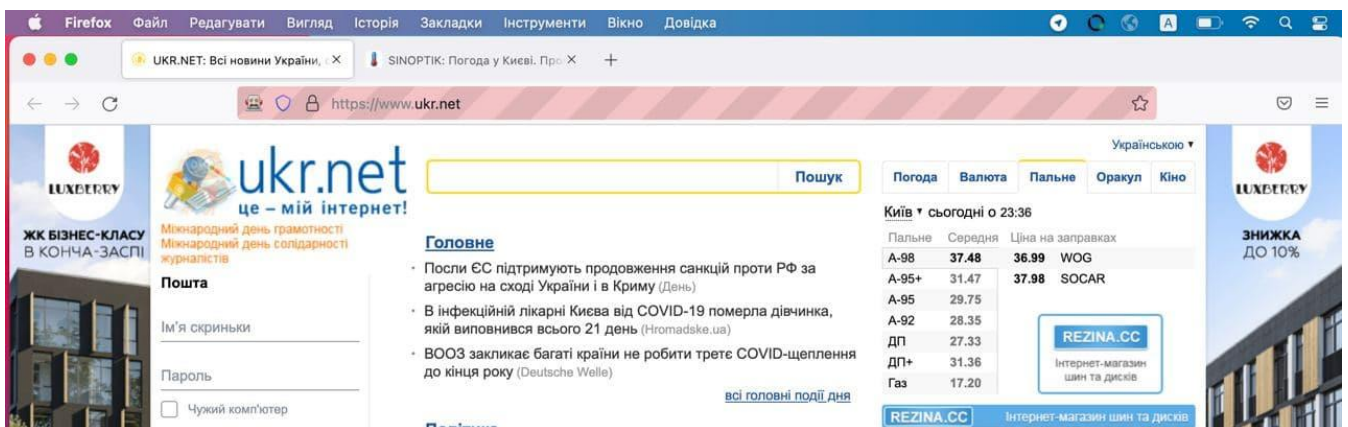 Firefox Файл Редагувати Вигляд Історія Закладки Інструменти Вікно Довідка
A
UKR.NET: Всі новини України,
SINOPTIK: Погода у Києві. Про
https://www.ukr.net
LUXBERRY
ЖК БІЗНЕС-КЛАСУ
В КОНЧА-ЗАСПІ
ukr.net
це – мій інтернет!
Міжнародний день грамотності
Міжнародний день солідарності
журналістів
Пошта
Ім'я скриньки
Пароль
Чужий комп'ютер
Пошук
Головне
· Посли ЄС підтримують продовження санкцій проти РФ за
агресію на сході України і в Криму (День)
· В інфекційній лікарні Києва від COVID-19 померла дівчинка,
якій виповнився всього 21 день (Hromadske.ua)
· ВООЗ закликає багаті країни не робити третє COVID-щеплення
до кінця року (Deutsche Welle)
всі головні події дня
Українською ▾
Погода Валюта Пальне Оракул Кіно
Київ ▾ сьогодні о 23:36
Пальне Середня Ціна на заправках
А-98 37.48 36.99 WOG
А-95+ 31.47 37.98 SOCAR
А-95 29.75
А-92 28.35
ДП 27.33
ДП+ 31.36
Газ 17.20
REZINA.CC
Інтернет-магазин
шин та дисків
REZINA.CC Інтернет-магазин шин та дисків
LUXBERRY
ЗНИЖКА
ДО 10%